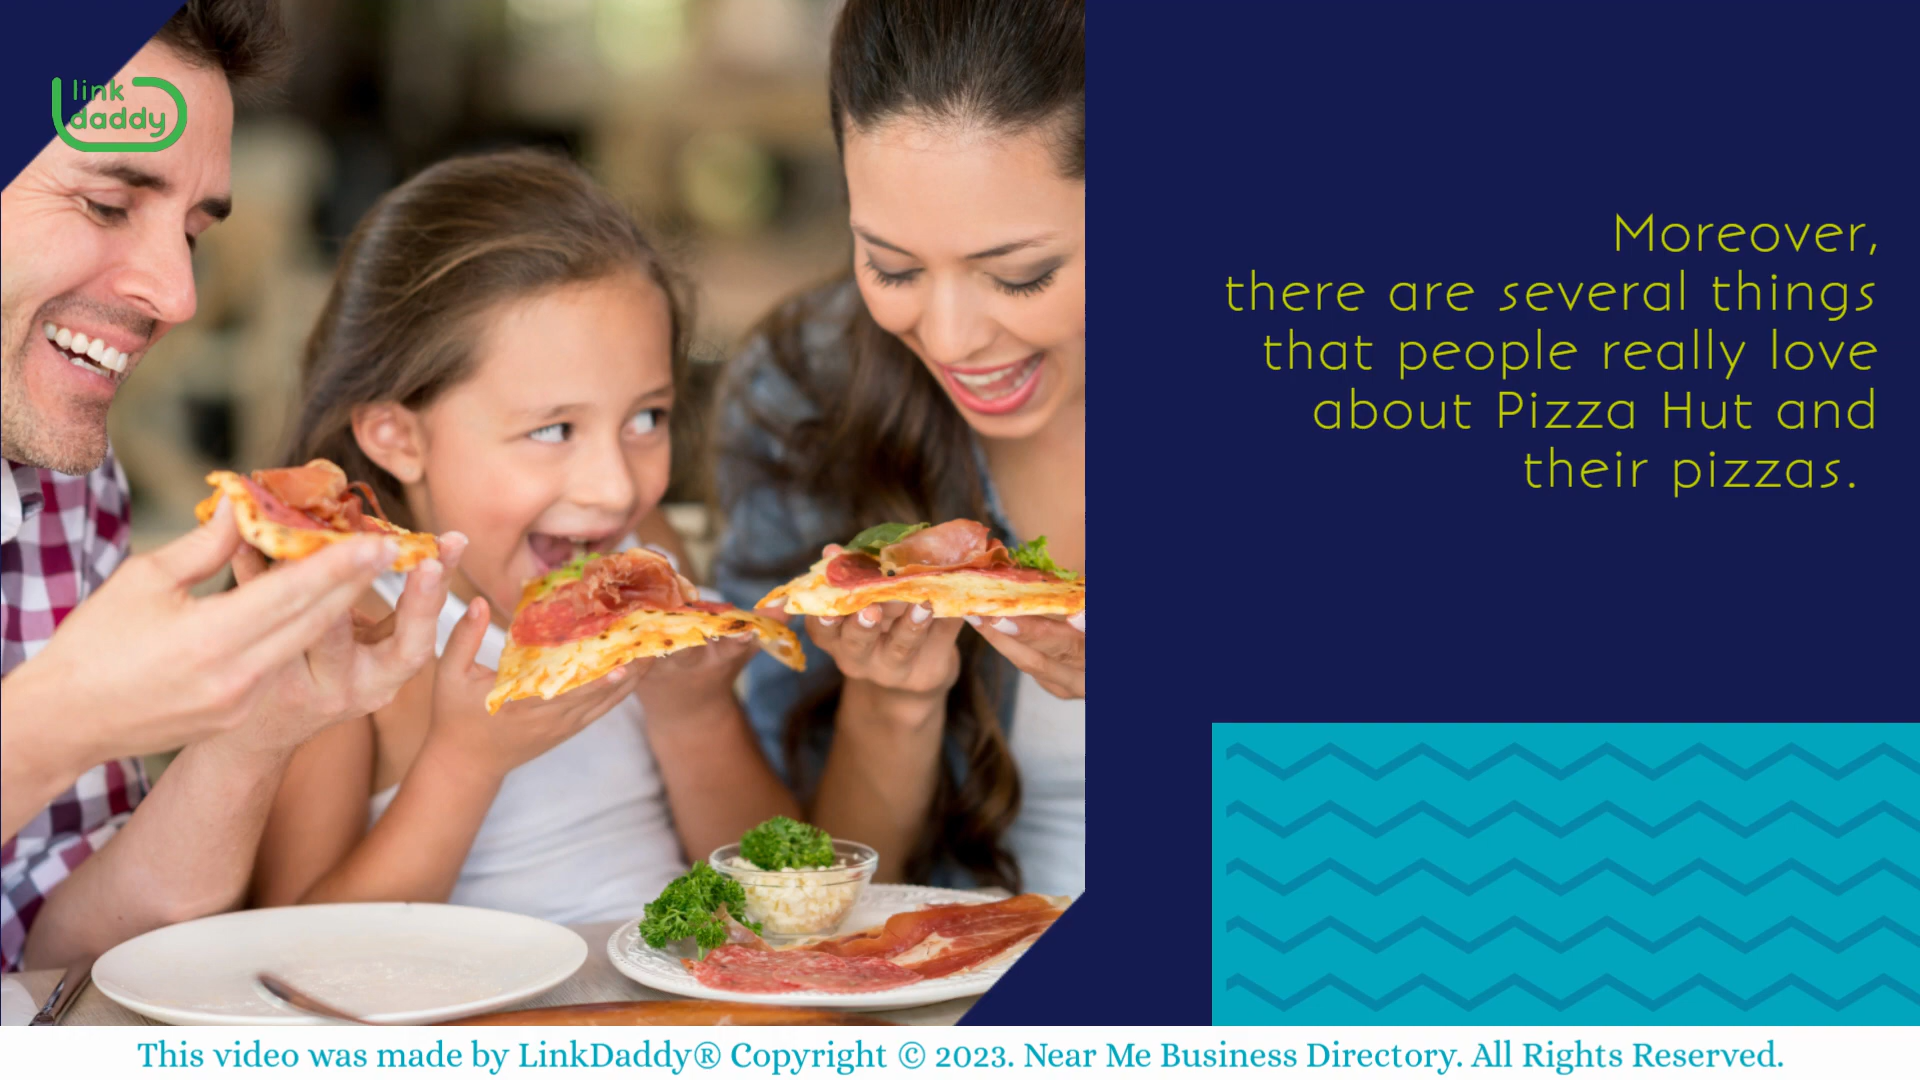 link
daddy
Moreover,
there are several things
that people really love
about Pizza Hut and
their pizzas.
This video was made by LinkDaddy® Copyright © 2023. Near Me Business Directory. All Rights Reserved.